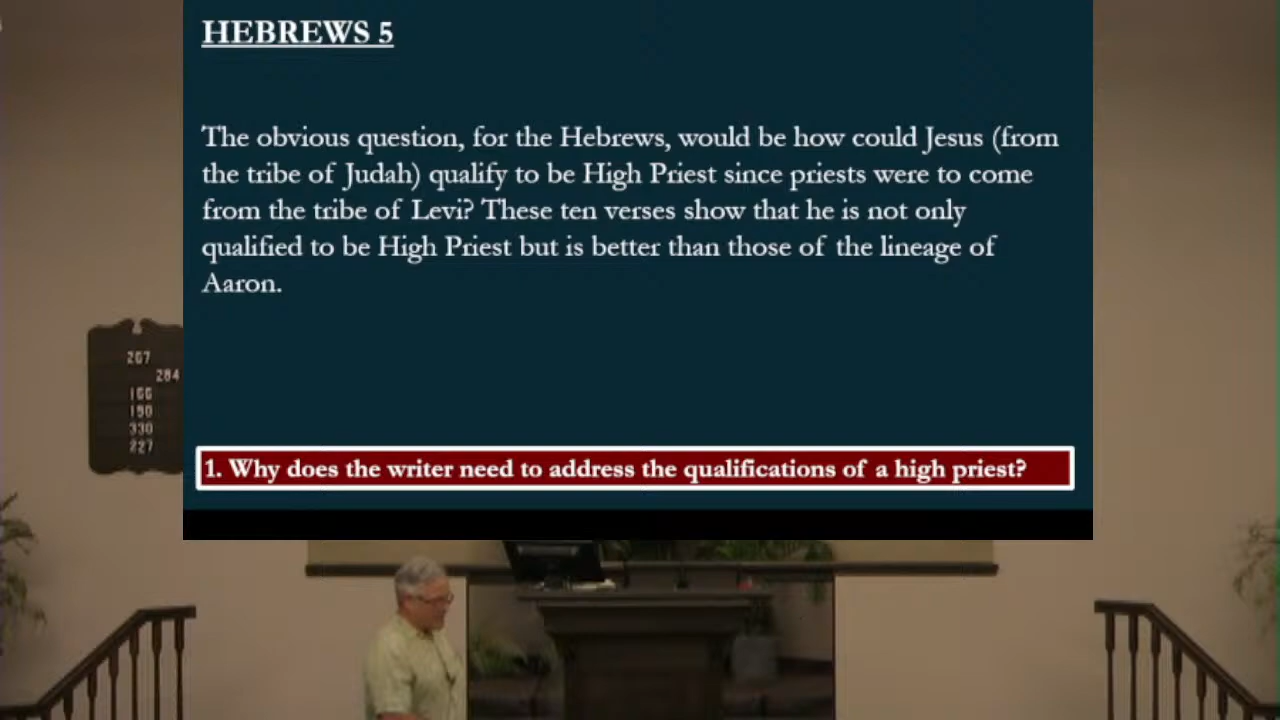 HEBREWS 5
The obvious question, for the Hebrews, would be how could Jesus (from
the tribe of Judah) qualify to be High Priest since priests were to come
from the tribe of Levi? These ten verses show that he is not only
qualified to be High Priest but is better than those of the lineage of
Aaron.
267
284
166
190
330
227
1. Why does the writer need to address the qualifications of a high priest?